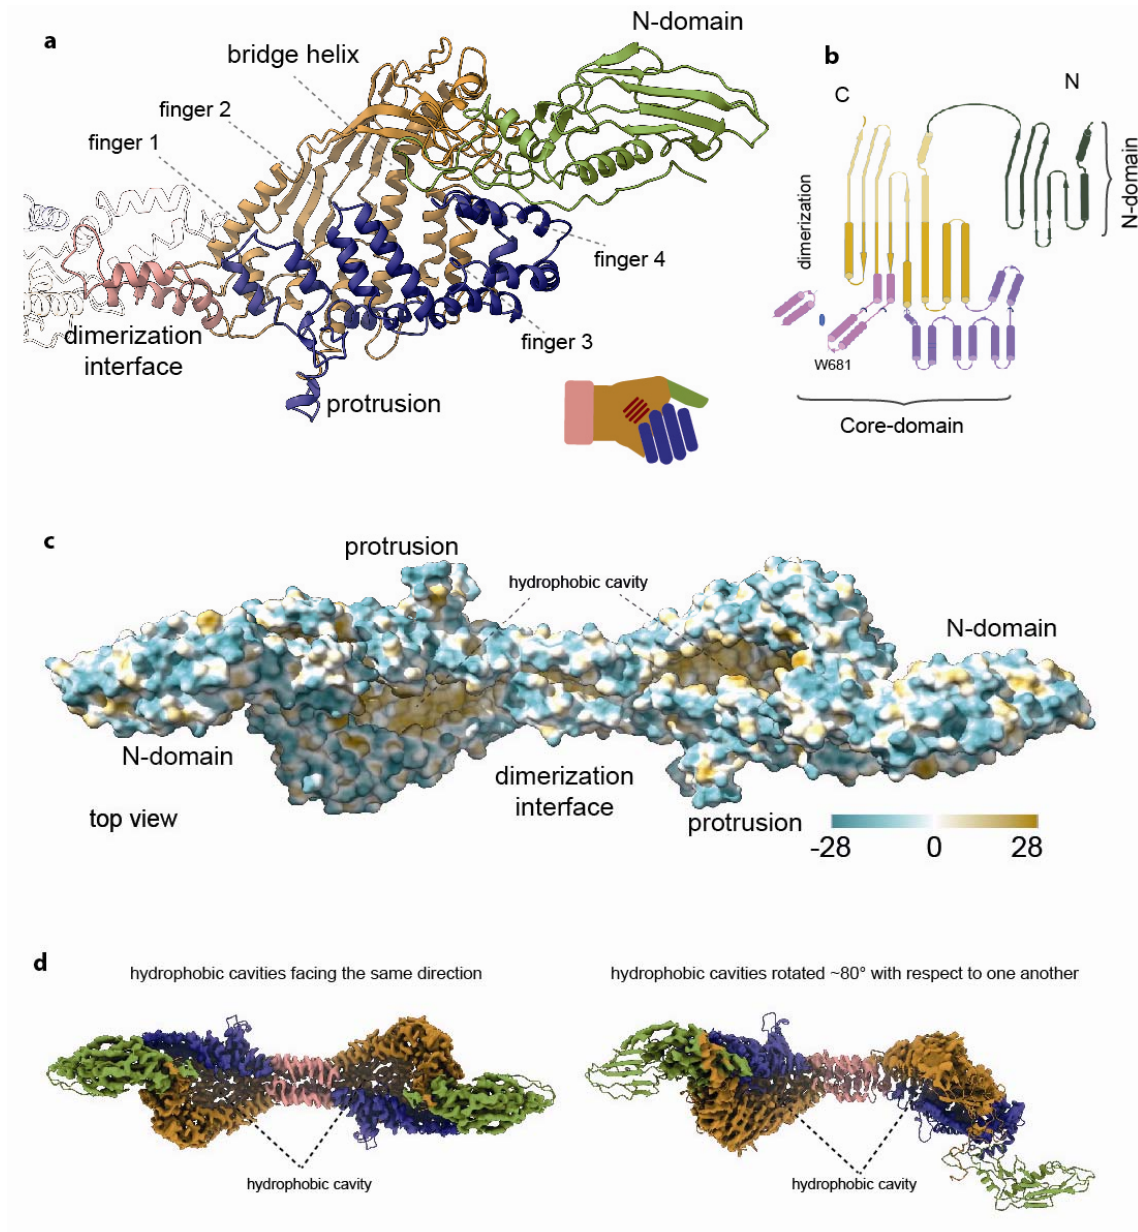 a
N-domain
bridge helix
finger 2
finger 1
finger 4
finger 3
dimerization
interface
protrusion
b
C
N
dimerization
N-domain
W681
Core-domain
c
protrusion
hydrophobic cavity
N-domain
N-domain
dimerization
interface
top view
protrusion
-28
0
28
d
hydrophobic cavities facing the same direction
hydrophobic cavities rotated ~80° with respect to one another
hydrophobic cavity
hydrophobic cavity